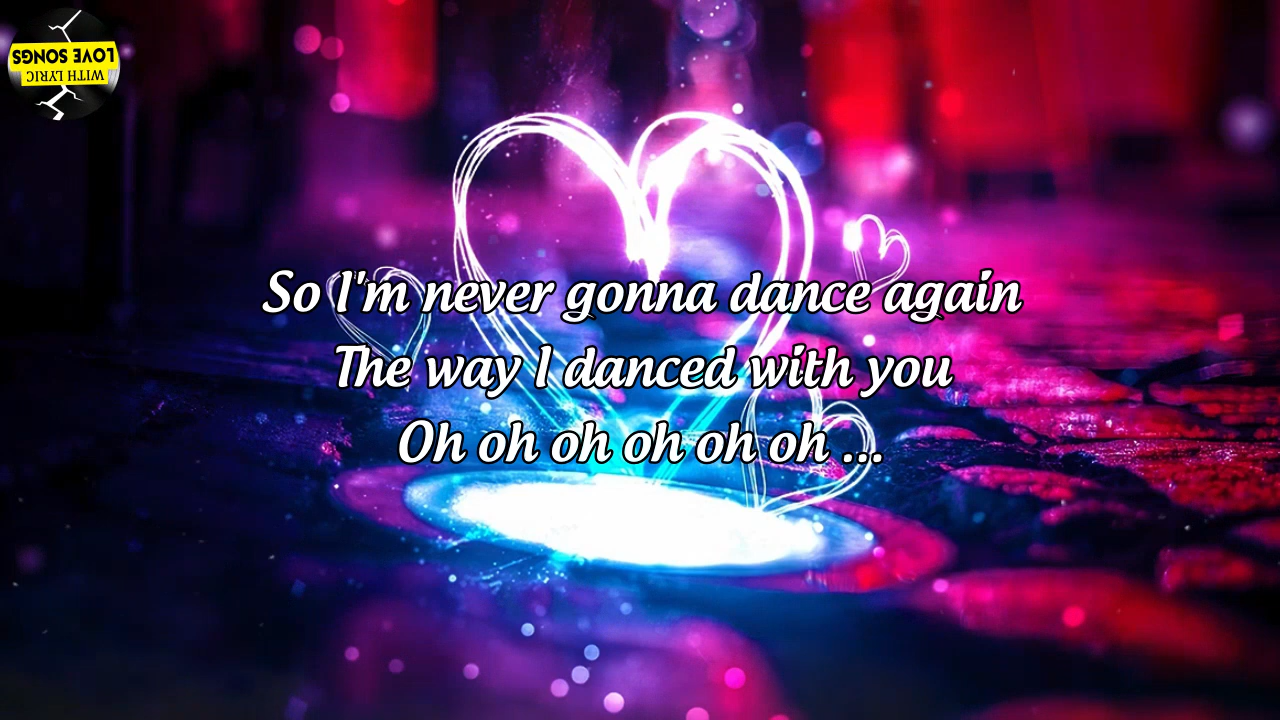 LOVE SONGS
WITH LYRIC
So I'm never gonna dance again
The way I danced with you
Oh oh oh oh oh oh ...